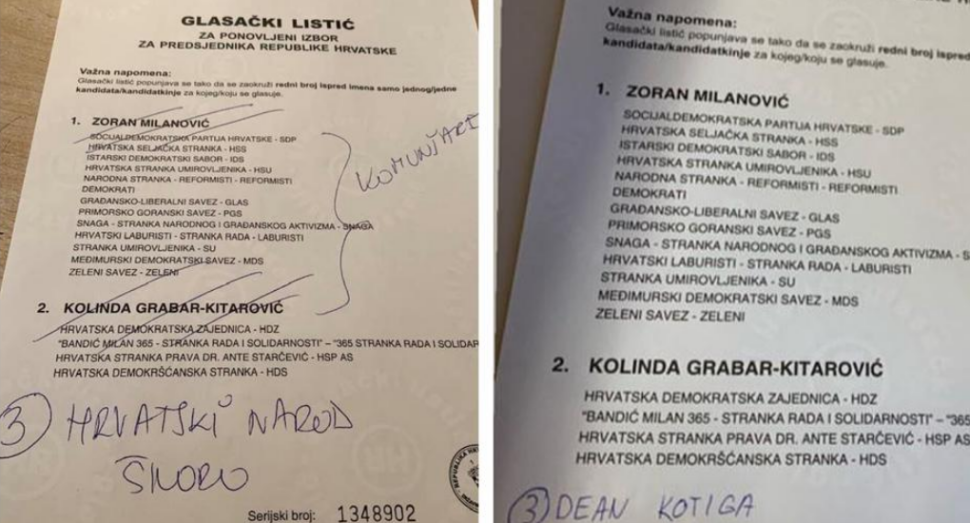 GLASAČKI LISTIĆ
ZA PONOVLJENI IZBOR
ZA PREDSJEDNIKA REPUBLIKE HRVATSKE
Važna napomena:
Glasački listić popunjava se tako da se zaokruži redni broj ispred imena samo jednog/jedne
kandidata/kandidatkinje za kojeg/koju se glasuje.
1. ZORAN MILANOVIĆ
SOCIJALDEMOKRATSKA PARTIJA HRVATSKE - SDP
HRVATSKA SELJAČKA STRANKA - HSS
ISTARSKI DEMOKRATSKI SABOR - IDS
HRVATSKA STRANKA UMIROVLJENIKA - HSU
NARODNA STRANKA - REFORMISTI - REFORMISTI
DEMOKRATI
GRAĐANSKO-LIBERALNI SAVEZ - GLAS
PRIMORSKO GORANSKI SAVEZ - PGS
SNAGA - STRANKA NARODNOG I GRAĐANSKOG AKTIVIZMA - SNAGA
HRVATSKI LABURISTI - STRANKA RADA - LABURISTI
STRANKA UMIROVLJENIKA - SU
MEĐIMURSKI DEMOKRATSKI SAVEZ - MDS
ZELENI SAVEZ - ZELENI
KOMUNJARE
2. KOLINDA GRABAR-KITAROVIĆ
HRVATSKA DEMOKRATSKA ZAJEDNICA - HDZ
"BANDIĆ MILAN 365 - STRANKA RADA I SOLIDARNOSTI" - "365 STRANKA RADA I SOLIDAR
HRVATSKA STRANKA PRAVA DR. ANTE STARČEVIĆ - HSP AS
HRVATSKA DEMOKRŠĆANSKA STRANKA - HDS
3 HRVATSKI NAROD
ŠKORO
Serijski broj: 1348902
Važna napomena:
Glasački listić popunjava se tako da se zaokruži redni broj ispred
kandidata/kandidatkinje za kojeg/koju se glasuje.
1. ZORAN MILANOVIĆ
SOCIJALDEMOKRATSKA PARTIJA HRVATSKE - SDP
HRVATSKA SELJAČKA STRANKA - HSS
ISTARSKI DEMOKRATSKI SABOR - IDS
HRVATSKA STRANKA UMIROVLJENIKA - HSU
NARODNA STRANKA - REFORMISTI - REFORMISTI
DEMOKRATI
GRAĐANSKO-LIBERALNI SAVEZ - GLAS
PRIMORSKO GORANSKI SAVEZ - PGS
SNAGA - STRANKA NARODNOG I GRAĐANSKOG AKTIVIZMA - S
HRVATSKI LABURISTI - STRANKA RADA - LABURISTI
STRANKA UMIROVLJENIKA - SU
MEĐIMURSKI DEMOKRATSKI SAVEZ - MDS
ZELENI SAVEZ - ZELENI
2. KOLINDA GRABAR-KITAROVIĆ
HRVATSKA DEMOKRATSKA ZAJEDNICA - HDZ
"BANDIĆ MILAN 365 - STRANKA RADA I SOLIDARNOSTI" – "365
HRVATSKA STRANKA PRAVA DR. ANTE STARČEVIĆ - HSP AS
HRVATSKA DEMOKRŠĆANSKA STRANKA - HDS
3 DEAN KOTIGA